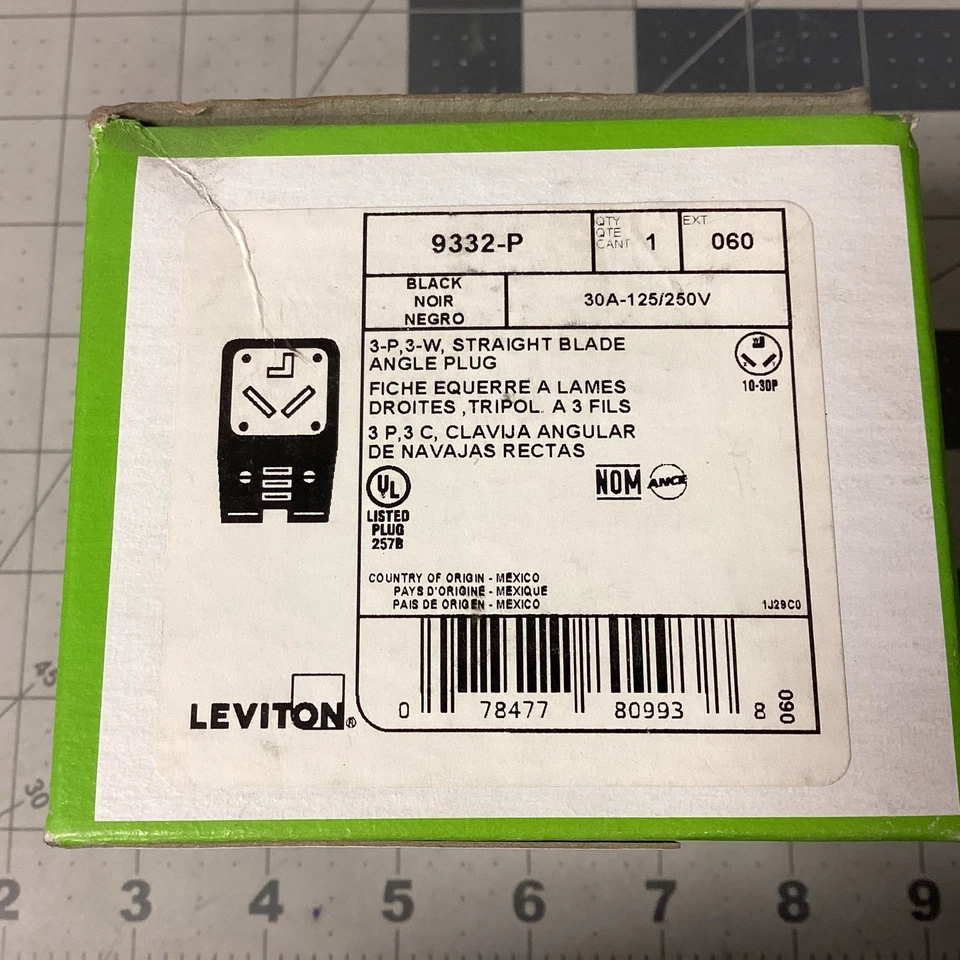 9332-P
QTY
QTE
CANT
1
EXT
060
BLACK
NOIR
NEGRO
30A-125/250V
3-P,3-W, STRAIGHT BLADE
ANGLE PLUG
FICHE EQUERRE A LAMES
DROITES ,TRIPOL. A 3 FILS
3 P,3 C, CLAVIJA ANGULAR
DE NAVAJAS RECTAS
10-30P
UL
LISTED
PLUG
257B
NOM
ANCE
COUNTRY OF ORIGIN - MEXICO
PAYS D'ORIGINE - MEXIQUE
PAIS DE ORIGEN - MEXICO
1J29C0
LEVITON®
0 78477 80993 8
060
45
30
2 3 4 5 6 7 8 9